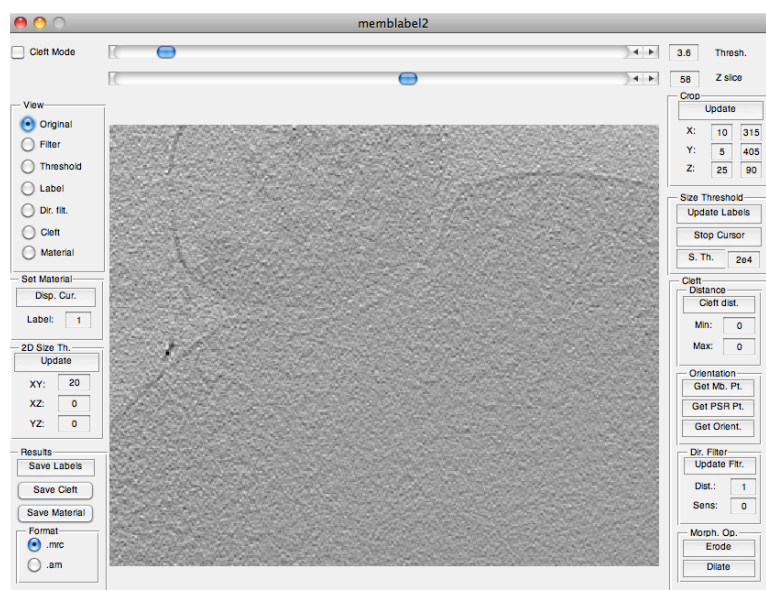 memblabel2
Cleft Mode
3.6 Thresh.
58 Z slice
View
Original
Filter
Threshold
Label
Dir. filt.
Cleft
Material
Set Material
Disp. Cur.
Label: 1
2D Size Th.
Update
XY: 20
XZ: 0
YZ: 0
Results
Save Labels
Save Cleft
Save Material
Format
.mrc
.am
Crop
Update
X: 10 315
Y: 5 405
Z: 25 90
Size Threshold
Update Labels
Stop Cursor
S. Th. 2e4
Cleft
Distance
Cleft dist.
Min: 0
Max: 0
Orientation
Get Mb. Pt.
Get PSR Pt.
Get Orient.
Dir. Filter
Update Fltr.
Dist.: 1
Sens: 0
Morph. Op.
Erode
Dilate